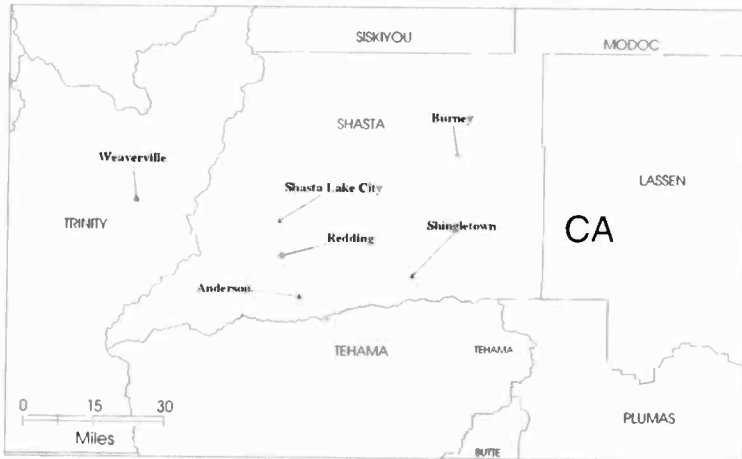 SISKIYOU
MODOC
SHASTA
Burney
Weaverville
LASSEN
Shasta Lake City
TRINITY
Shingletown
CA
Redding
Anderson
TEHAMA
TEHAMA
0 15 30
Miles
PLUMAS
BUTTE